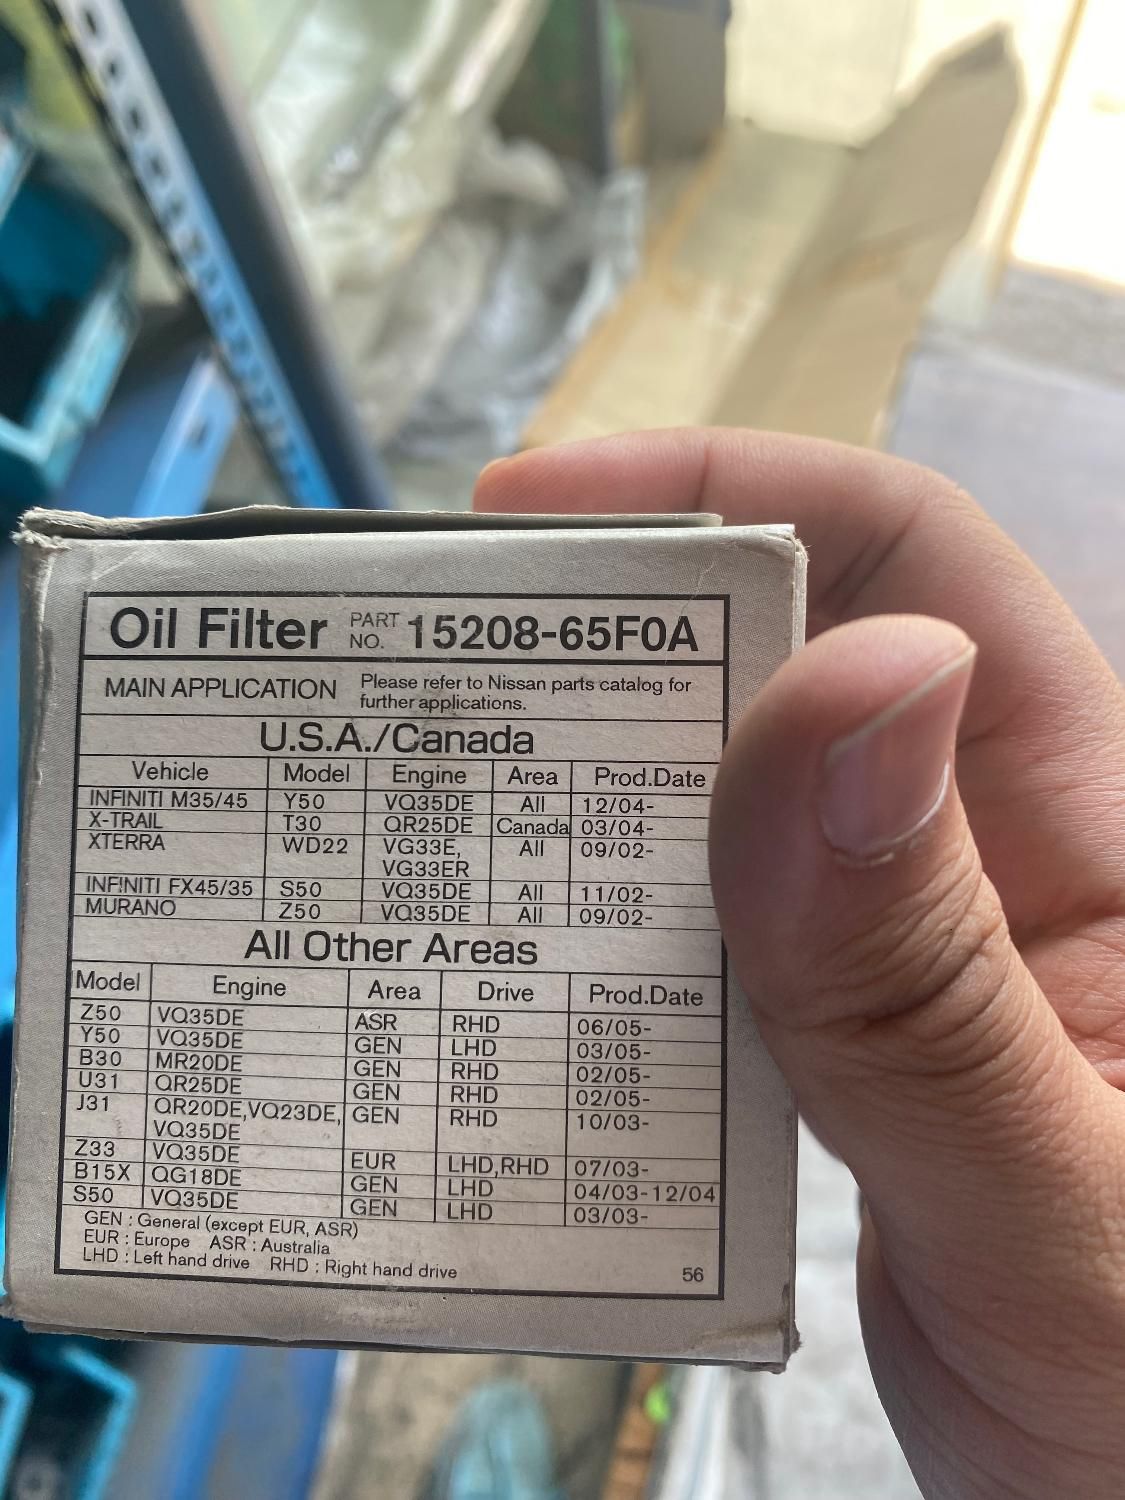 Oil Filter PART NO. 15208-65F0A
MAIN APPLICATION Please refer to Nissan parts catalog for
further applications.
U.S.A./Canada
Vehicle Model Engine Area Prod.Date
INFINITI M35/45 Y50 VQ35DE All 12/04-
X-TRAIL T30 QR25DE Canada 03/04-
XTERRA WD22 VG33E, All 09/02-
VG33ER
INFINITI FX45/35 S50 VQ35DE All 11/02-
MURANO Z50 VQ35DE All 09/02-
All Other Areas
Model Engine Area Drive Prod.Date
Z50 VQ35DE ASR RHD 06/05-
Y50 VQ35DE GEN LHD 03/05-
B30 MR20DE GEN RHD 02/05-
U31 QR25DE GEN RHD 02/05-
J31 QR20DE,VQ23DE, GEN RHD 10/03-
VQ35DE
Z33 VQ35DE EUR LHD,RHD 07/03-
B15X QG18DE GEN LHD 04/03-12/04
S50 VQ35DE GEN LHD 03/03-
GEN : General (except EUR, ASR)
EUR : Europe ASR : Australia
LHD : Left hand drive RHD : Right hand drive 56